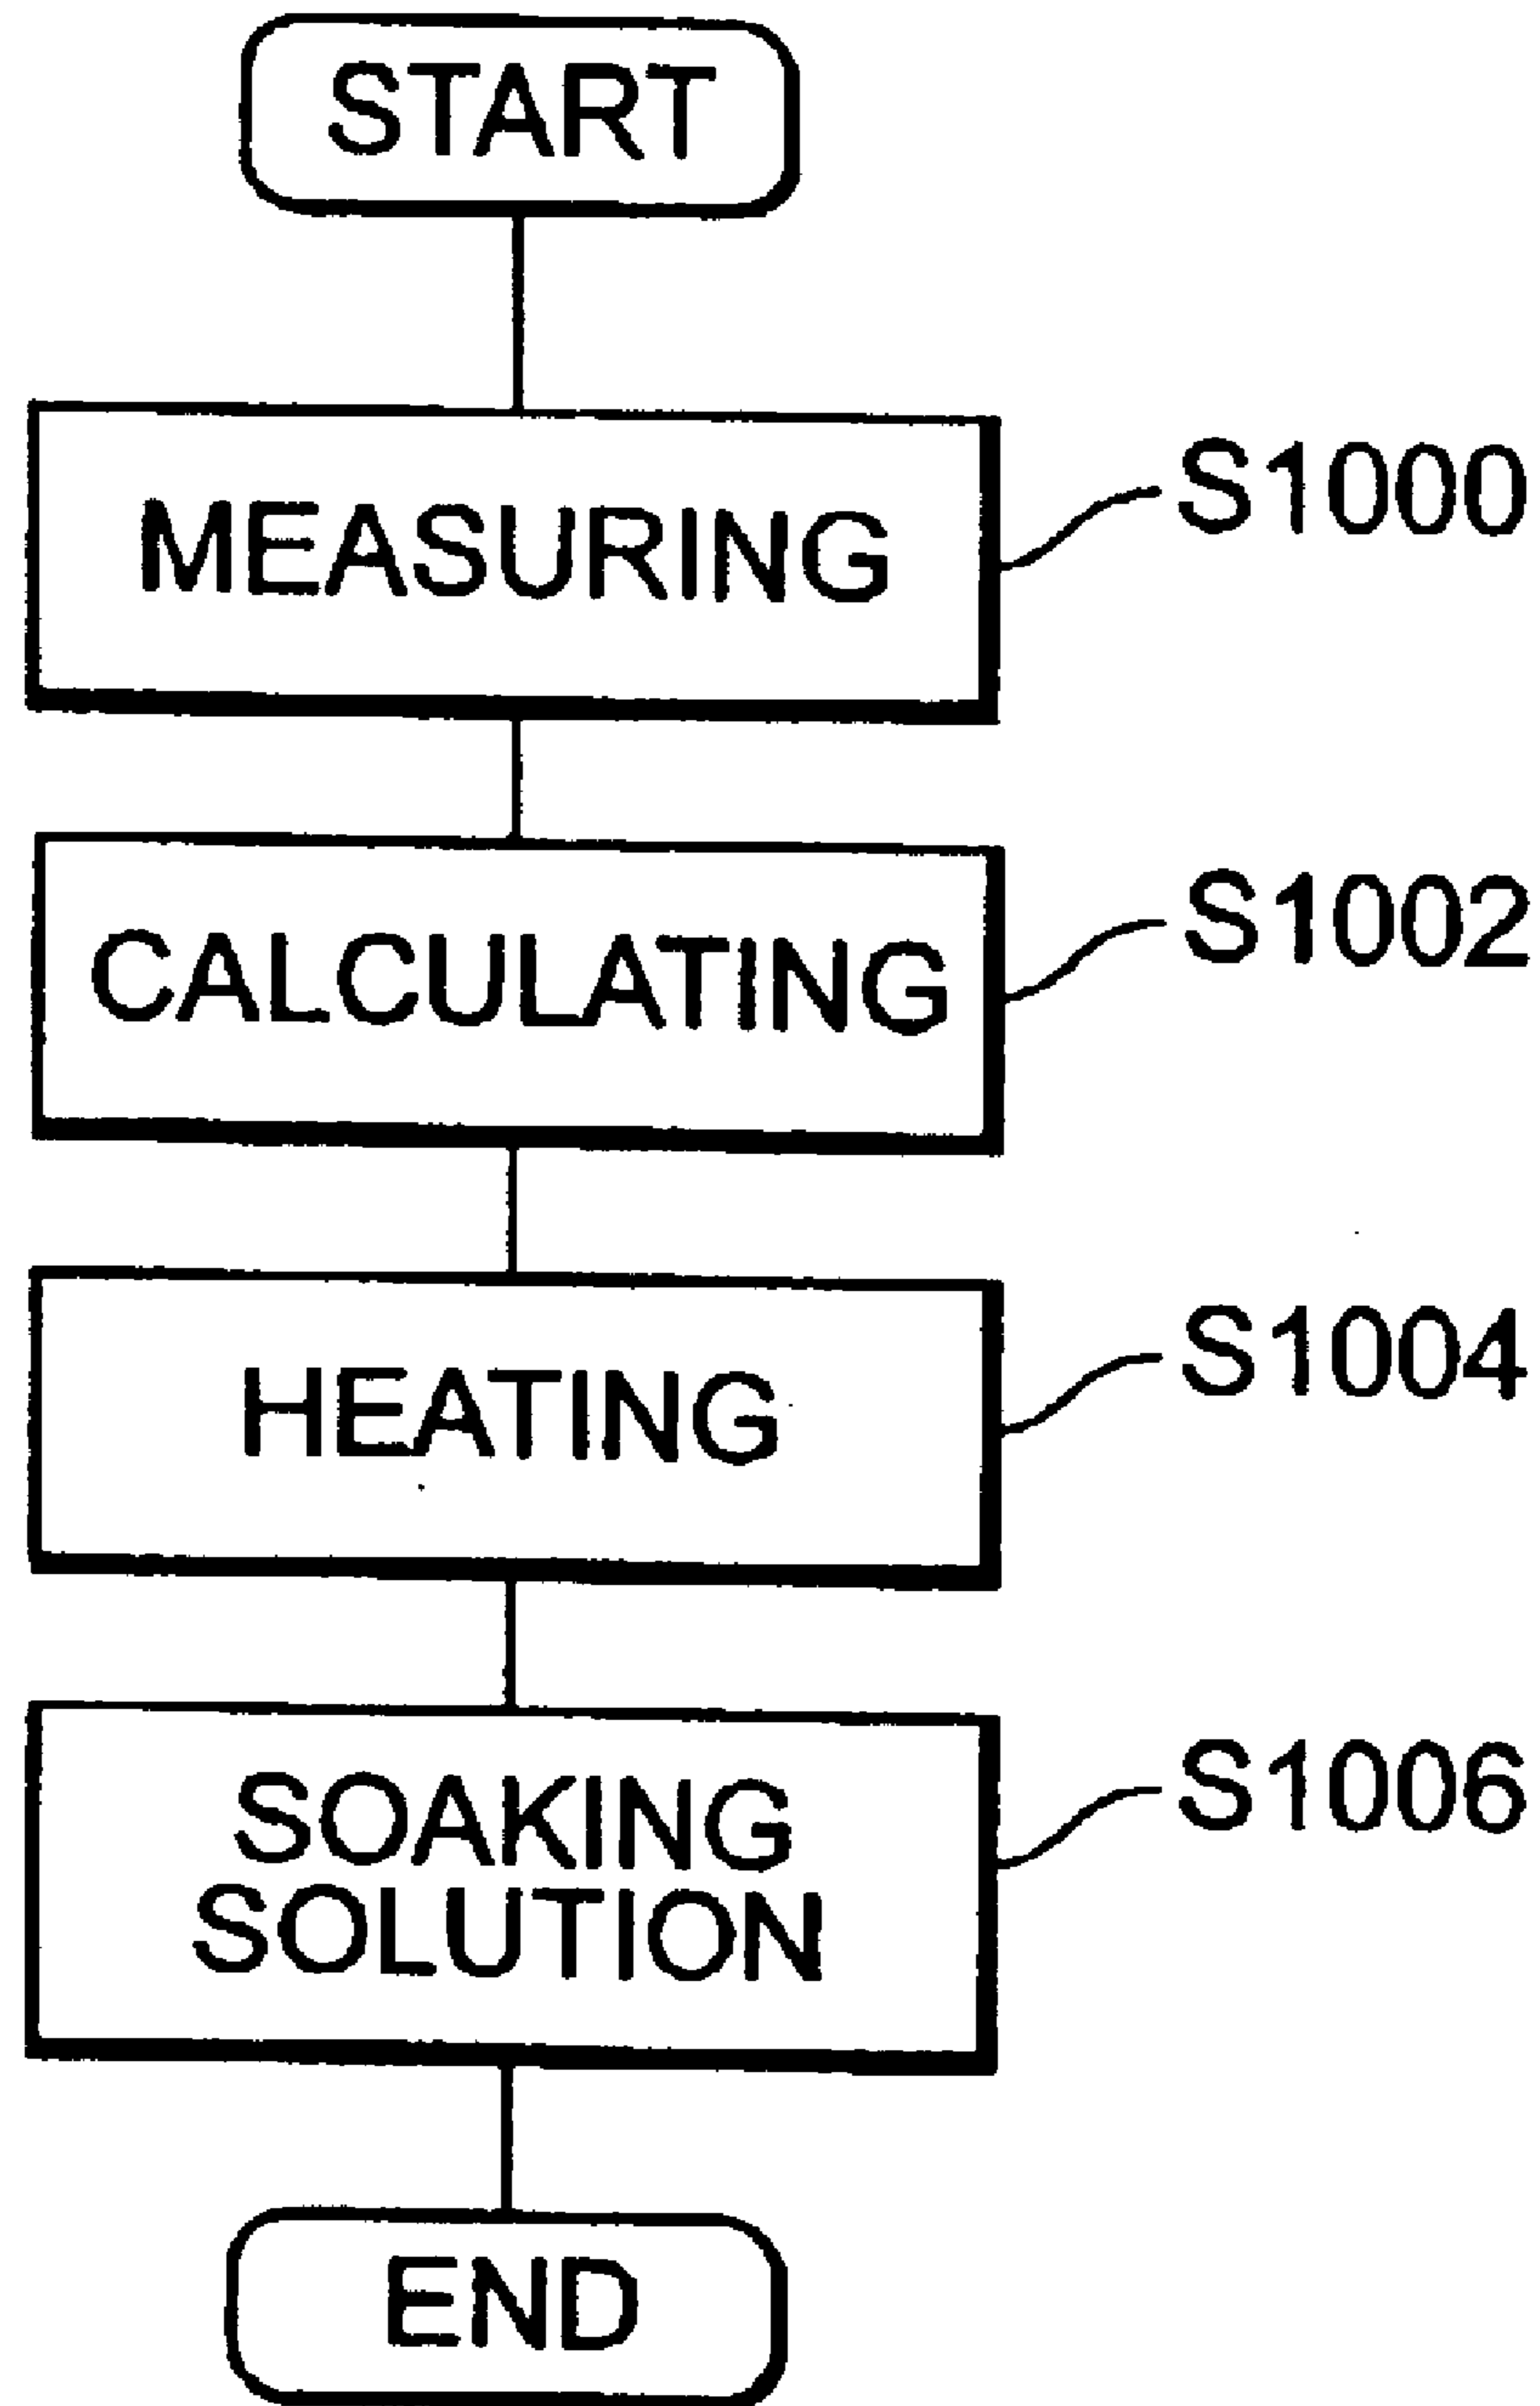 START
MEASURING
S1000
CALCULATING
S1002
HEATING
S1004
SOAKING
SOLUTION
S1006
END